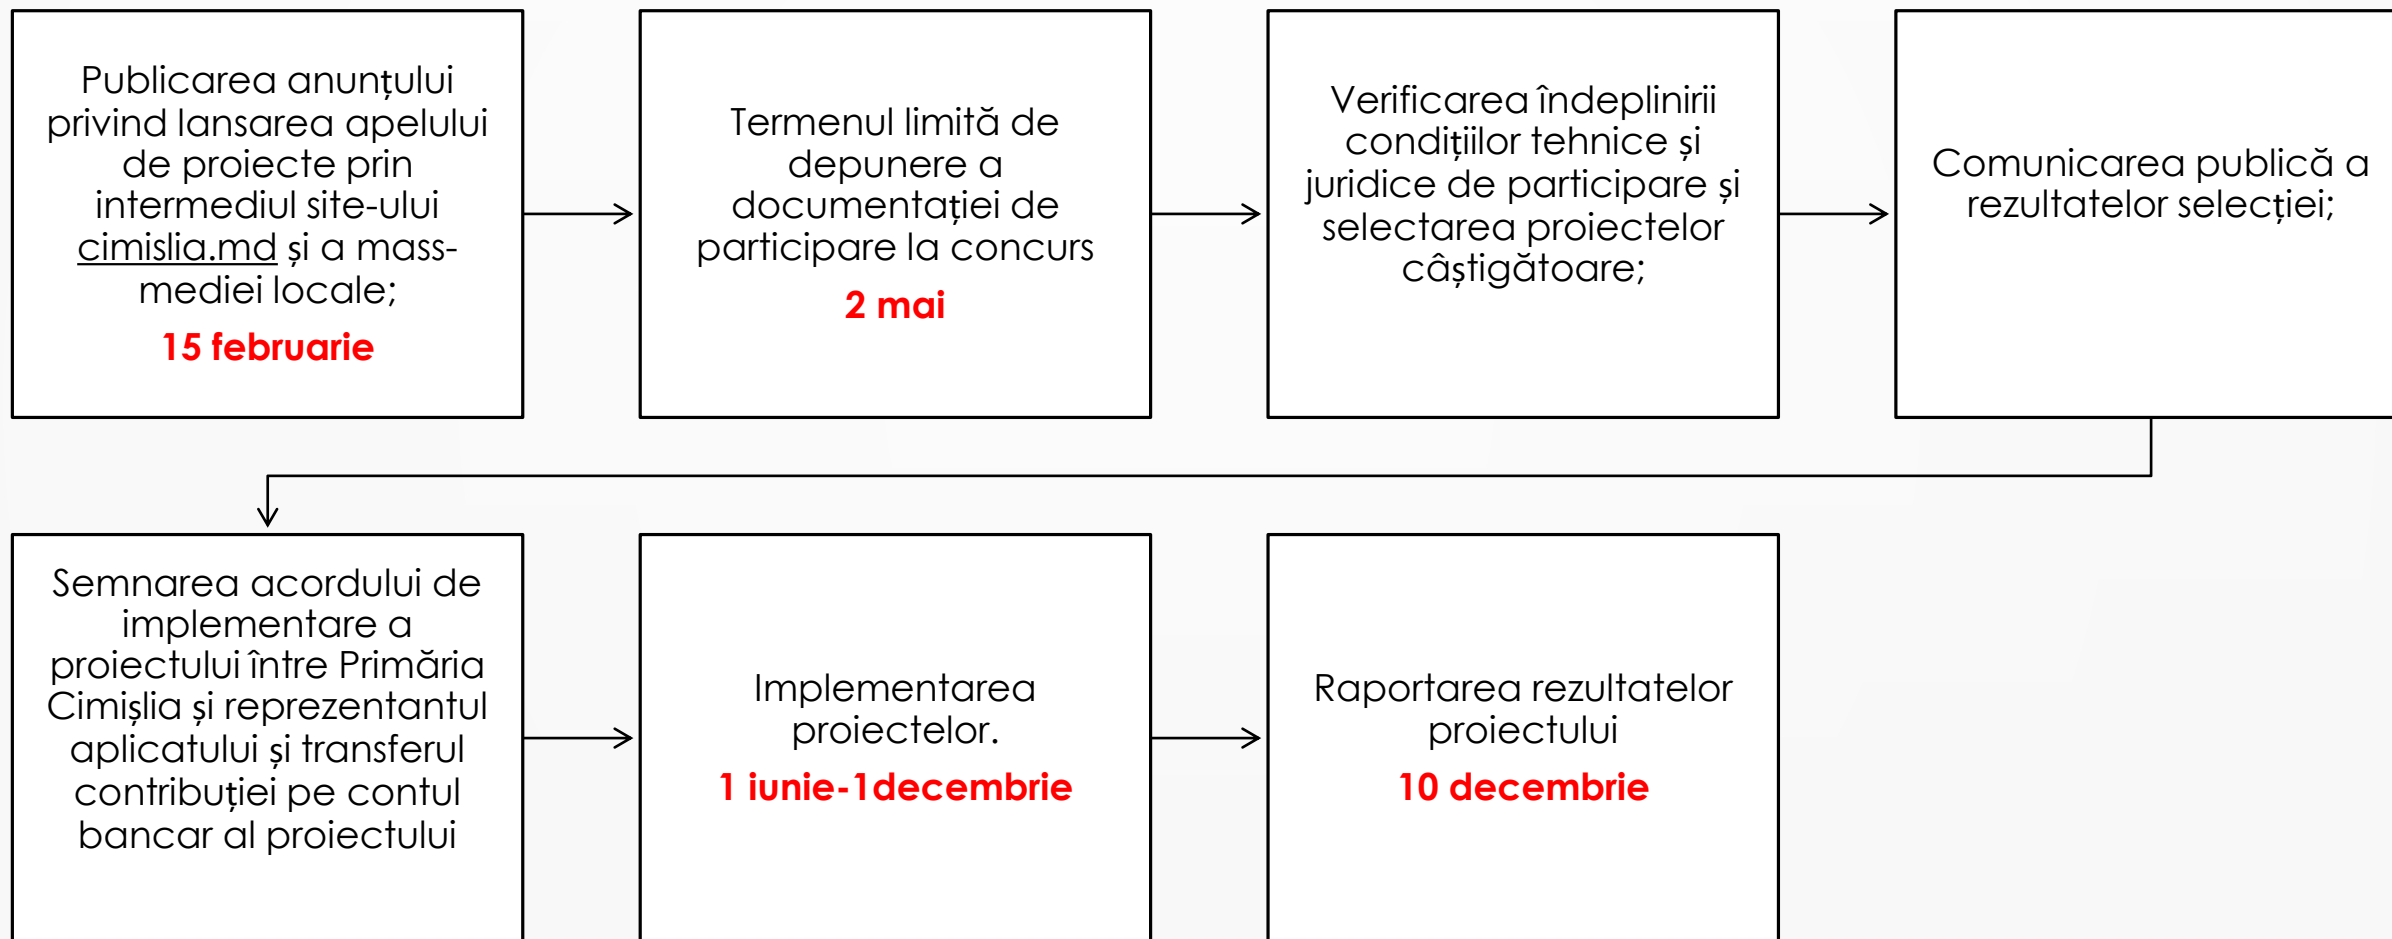 Publicarea anunțului
privind lansarea apelului
de proiecte prin
intermediul site-ului
cimislia.md și a mass-
mediei locale;
15 februarie
Termenul limită de
depunere a
documentației de
participare la concurs
2 mai
Verificarea îndeplinirii
condițiilor tehnice și
juridice de participare și
selectarea proiectelor
câștigătoare;
Comunicarea publică a
rezultatelor selecției;
Semnarea acordului de
implementare a
proiectului între Primăria
Cimișlia și reprezentantul
aplicatului și transferul
contribuției pe contul
bancar al proiectului
Implementarea
proiectelor.
1 iunie-1decembrie
Raportarea rezultatelor
proiectului
10 decembrie